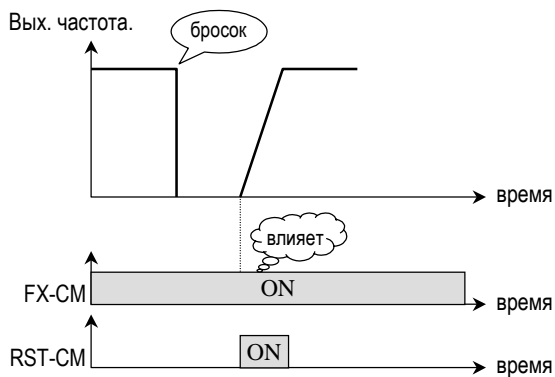 Вых. частота.
бросок
время
влияет
FX-CM
ON
время
RST-CM
ON
время